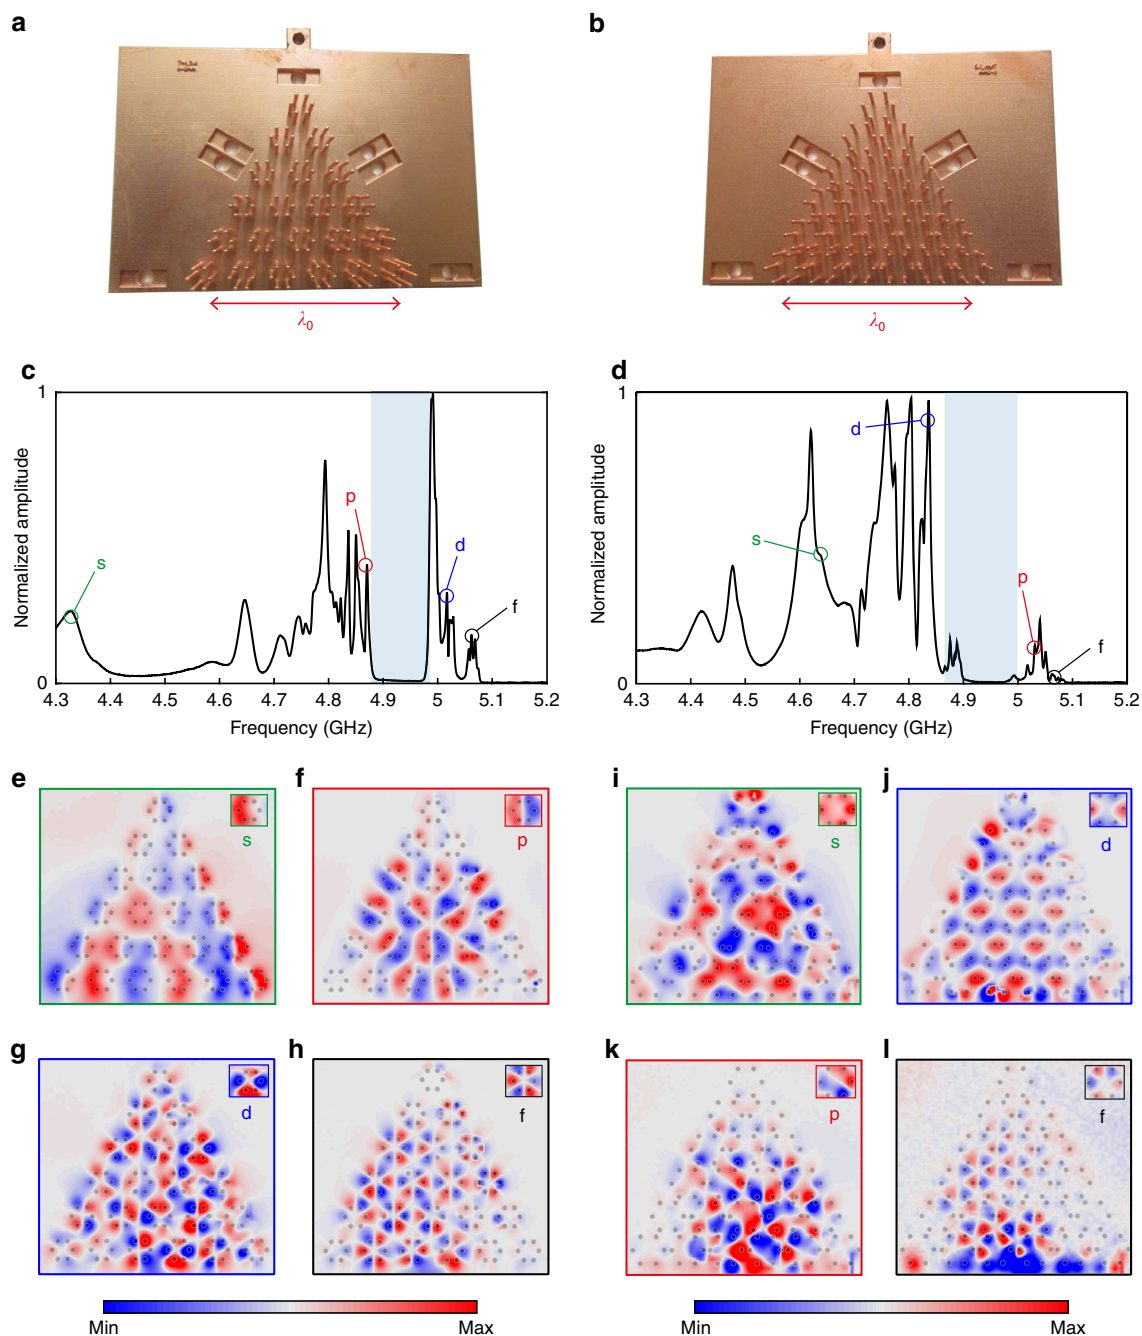 a
b
λ0
λ0
c
d
1
Normalized amplitude
s
p
d
f
0
4.3 4.4 4.5 4.6 4.7 4.8 4.9 5 5.1 5.2
Frequency (GHz)
1
Normalized amplitude
d
s
p
f
0
4.3 4.4 4.5 4.6 4.7 4.8 4.9 5 5.1 5.2
Frequency (GHz)
e
s
f
p
i
s
j
d
g
d
h
f
k
p
l
f
Min
Max
Min
Max